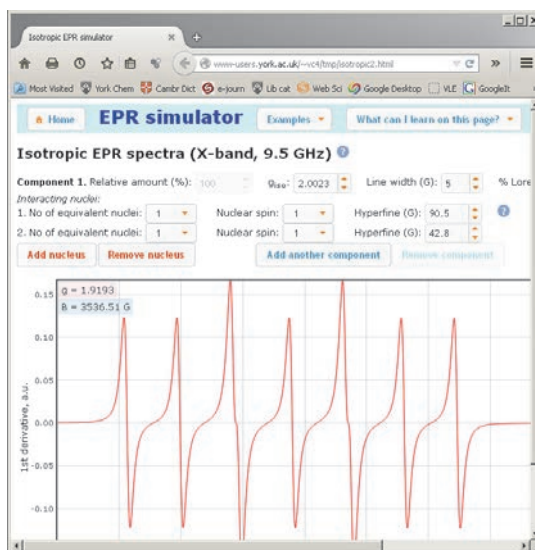 Isotropic EPR simulator
www-users.york.ac.uk/~vc4/tmp/isotropic2.html
Most Visited York Chem Cambr Dict e-journ Lib cat Web Sci Google Desktop VLE GoogleIt
Home EPR simulator Examples What can I learn on this page?
Isotropic EPR spectra (X-band, 9.5 GHz)
Component 1. Relative amount (%): 100 giso: 2.0023 Line width (G): 5 % Lore
Interacting nuclei:
1. No of equivalent nuclei: 1 Nuclear spin: 1 Hyperfine (G): 90.5
2. No of equivalent nuclei: 1 Nuclear spin: 1 Hyperfine (G): 42.8
Add nucleus Remove nucleus Add another component Remove component
0.15
g = 1.9193
B = 3536.51 G
0.10
0.05
0.00
-0.05
-0.10
1st derivative, a.u.